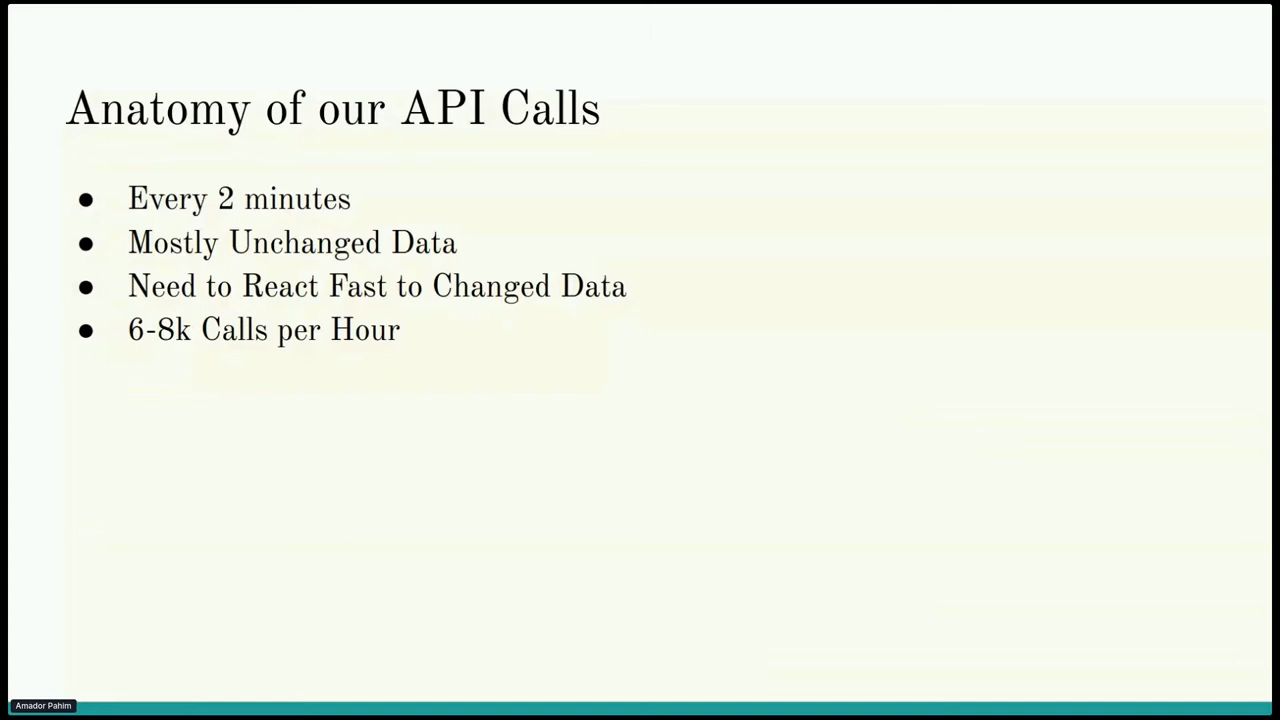 Anatomy of our API Calls
● Every 2 minutes
● Mostly Unchanged Data
● Need to React Fast to Changed Data
● 6-8k Calls per Hour
Amador Pahim